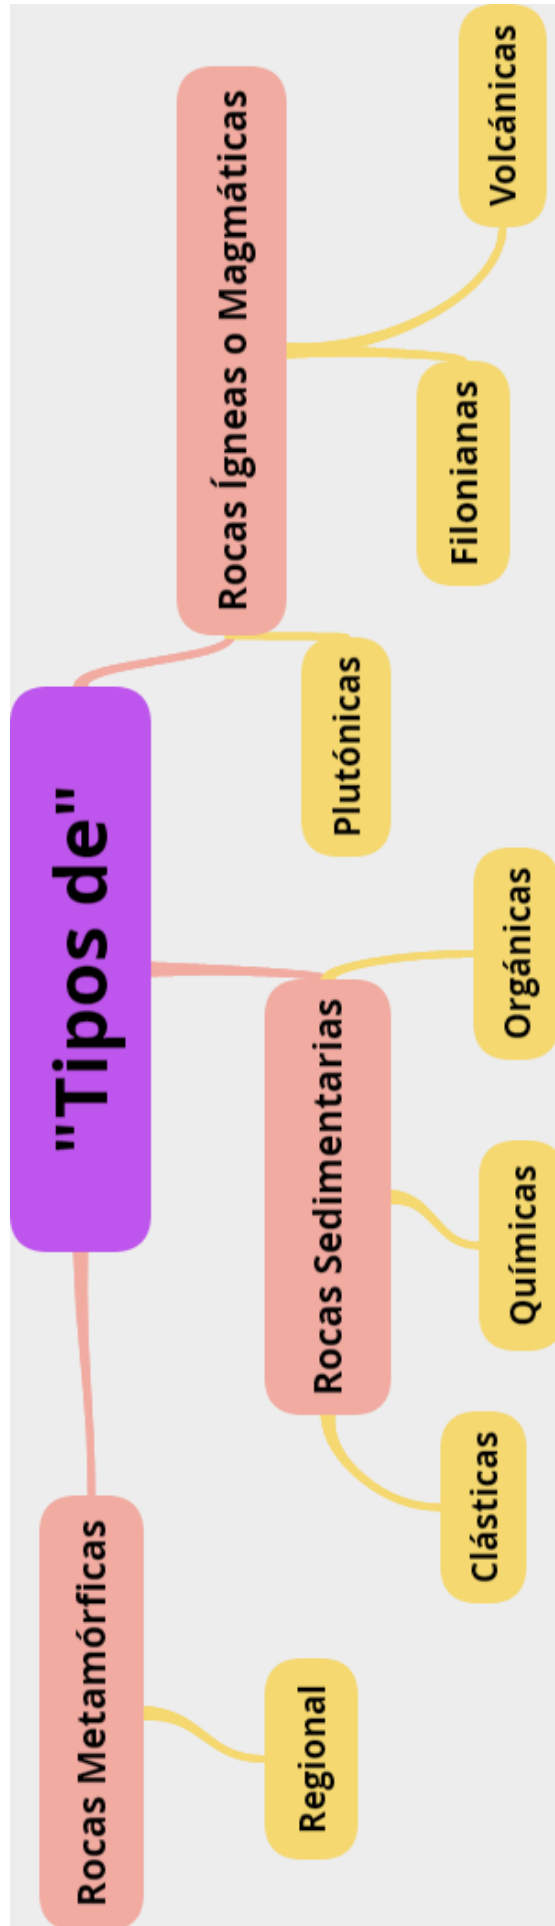 "Tipos de"
Rocas Metamórficas
Regional
Rocas Sedimentarias
Clásticas
Químicas
Orgánicas
Rocas Ígneas o Magmáticas
Plutónicas
Filonianas
Volcánicas